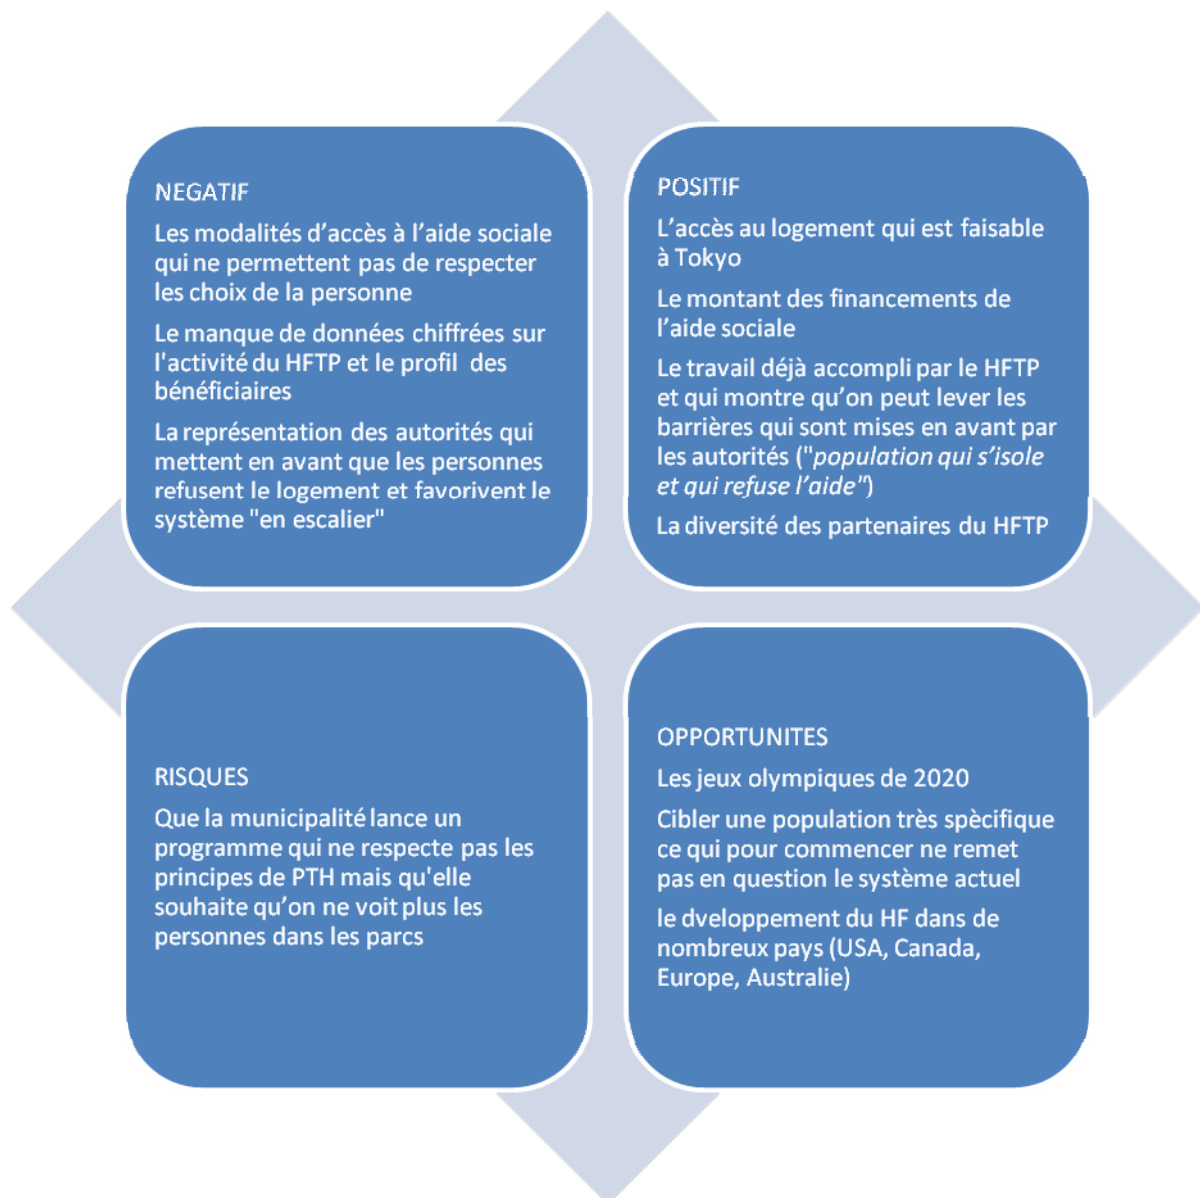 NEGATIF
Les modalités d’accès à l’aide sociale
qui ne permettent pas de respecter
les choix de la personne
Le manque de données chiffrées sur
l'activité du HFTP et le profil des
bénéficiaires
La représentation des autorités qui
mettent en avant que les personnes
refusent le logement et favorivent le
système "en escalier"
POSITIF
L’accès au logement qui est faisable
à Tokyo
Le montant des financements de
l’aide sociale
Le travail déjà accompli par le HFTP
et qui montre qu’on peut lever les
barrières qui sont mises en avant par
les autorités ("population qui s’isole
et qui refuse l’aide")
La diversité des partenaires du HFTP
RISQUES
Que la municipalité lance un
programme qui ne respecte pas les
principes de PTH mais qu'elle
souhaite qu'on ne voit plus les
personnes dans les parcs
OPPORTUNITES
Les jeux olympiques de 2020
Cibler une population très spècifique
ce qui pour commencer ne remet
pas en question le système actuel
le dveloppement du HF dans de
nombreux pays (USA, Canada,
Europe, Australie)